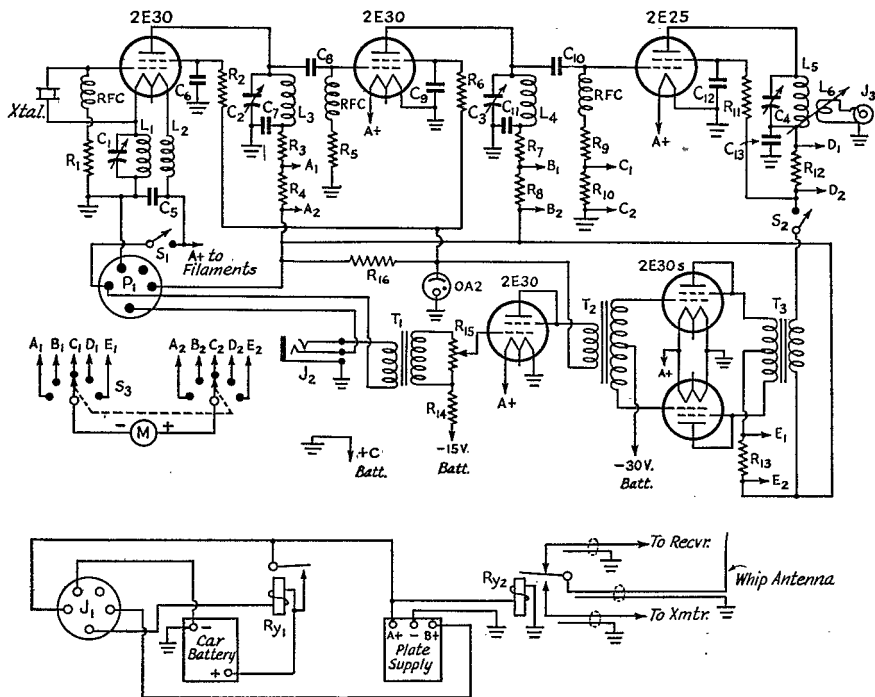 2E30 2E30 2E25
Xtal. RFC C6 R2 C8 RFC C9 R6 C10 RFC C12 R11 L5 L6 J3
R1 C1 L1 L2 C5 C2 C7 L3 R3 R4 A1 A2 R5
C3 C11 L4 R7 R8 B1 B2 R9 R10 C1 C2
C4 C13 D1 R12 D2 S2
S1 A+ to
Filaments
A+ A+
P1 R16 OA2 2E30 T2 2E30s T3
J2 T1 R15 R14 A+ A+
A1 B1 C1 D1 E1 A2 B2 C2 D2 E2
S3
- M +
+C
Batt.
-15V.
Batt.
-30V.
Batt.
E1
R13
E2
J1 - Car
Battery
+
Ry1
A+ - B+
Plate
Supply
Ry2
To Recvr.
Whip Antenna
To Xmtr.